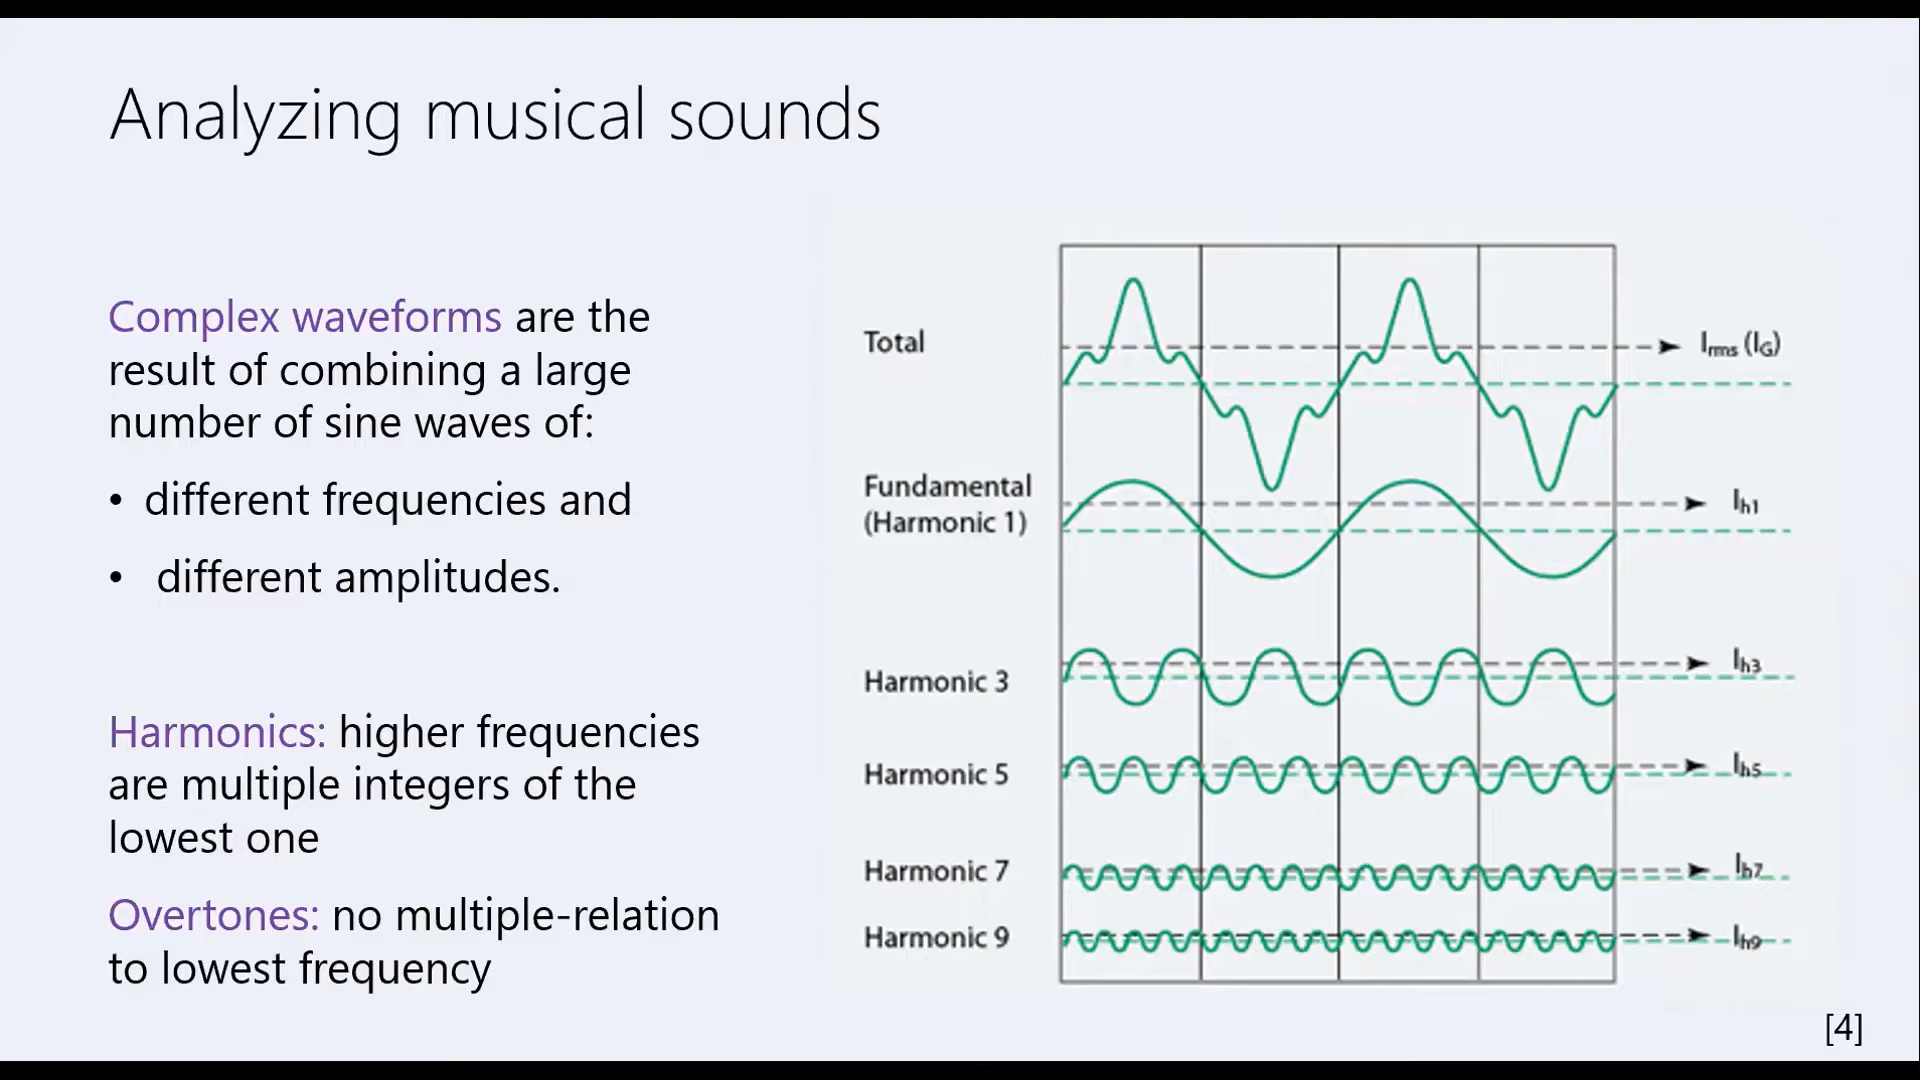 Analyzing musical sounds
Complex waveforms are the
result of combining a large
number of sine waves of:
• different frequencies and
• different amplitudes.
Harmonics: higher frequencies
are multiple integers of the
lowest one
Overtones: no multiple-relation
to lowest frequency
Total
Irms (IG)
Fundamental
(Harmonic 1)
Ih1
Harmonic 3
Ih3
Harmonic 5
Ih5
Harmonic 7
Ih7
Harmonic 9
Ih9
[4]